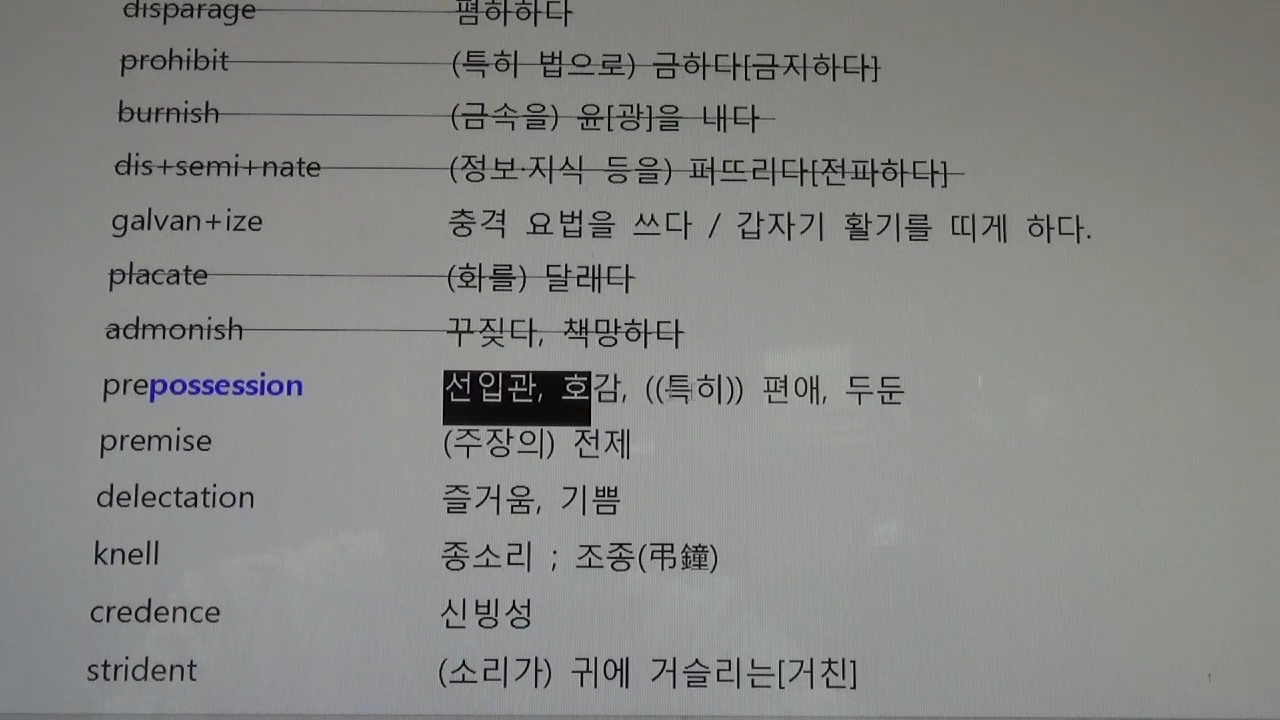 disparage 폄하하다
prohibit (특히 법으로) 금하다[금지하다]
burnish (금속을) 윤[광]을 내다
dis+semi+nate (정보·지식 등을) 퍼뜨리다[전파하다]
galvan+ize 충격 요법을 쓰다 / 갑자기 활기를 띠게 하다.
placate (화를) 달래다
admonish 꾸짖다, 책망하다
prepossession 선입관, 호감, ((특히)) 편애, 두둔
premise (주장의) 전제
delectation 즐거움, 기쁨
knell 종소리 ; 조종(弔鐘)
credence 신빙성
strident (소리가) 귀에 거슬리는[거친]